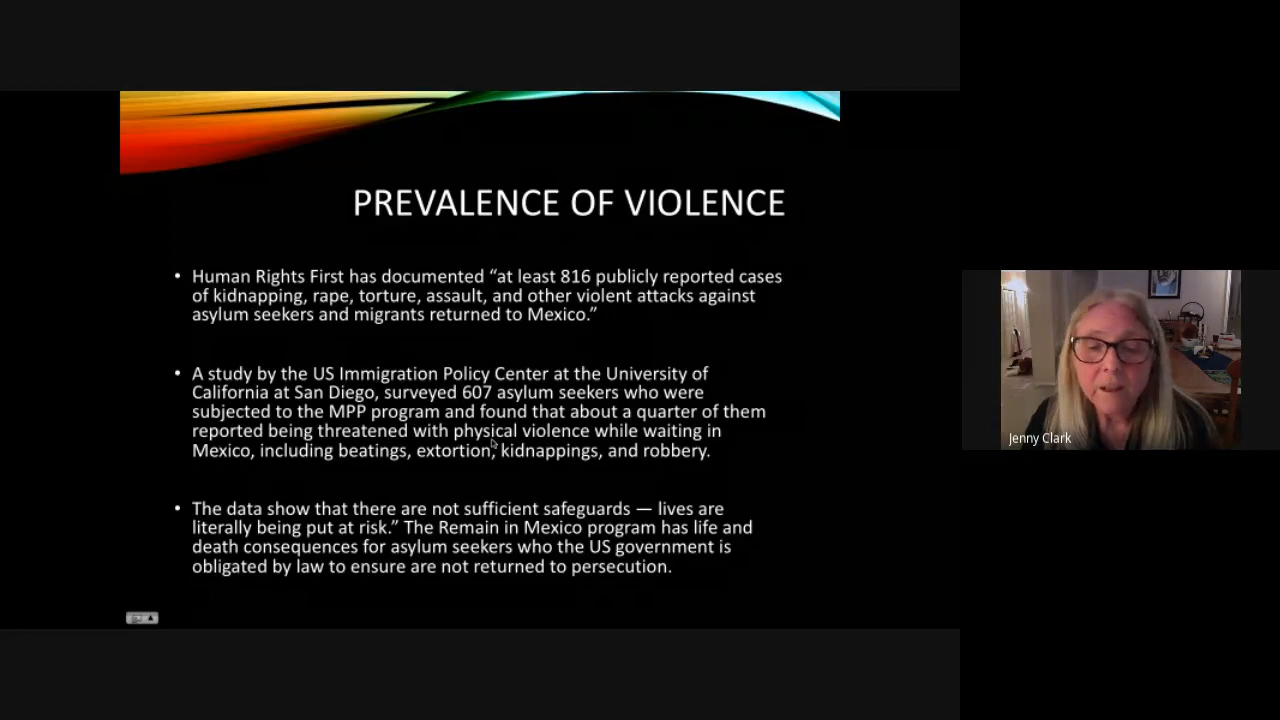 PREVALENCE OF VIOLENCE
• Human Rights First has documented “at least 816 publicly reported cases
of kidnapping, rape, torture, assault, and other violent attacks against
asylum seekers and migrants returned to Mexico.”
• A study by the US Immigration Policy Center at the University of
California at San Diego, surveyed 607 asylum seekers who were
subjected to the MPP program and found that about a quarter of them
reported being threatened with physical violence while waiting in
Mexico, including beatings, extortion, kidnappings, and robbery.
• The data show that there are not sufficient safeguards — lives are
literally being put at risk.” The Remain in Mexico program has life and
death consequences for asylum seekers who the US government is
obligated by law to ensure are not returned to persecution.
Jenny Clark